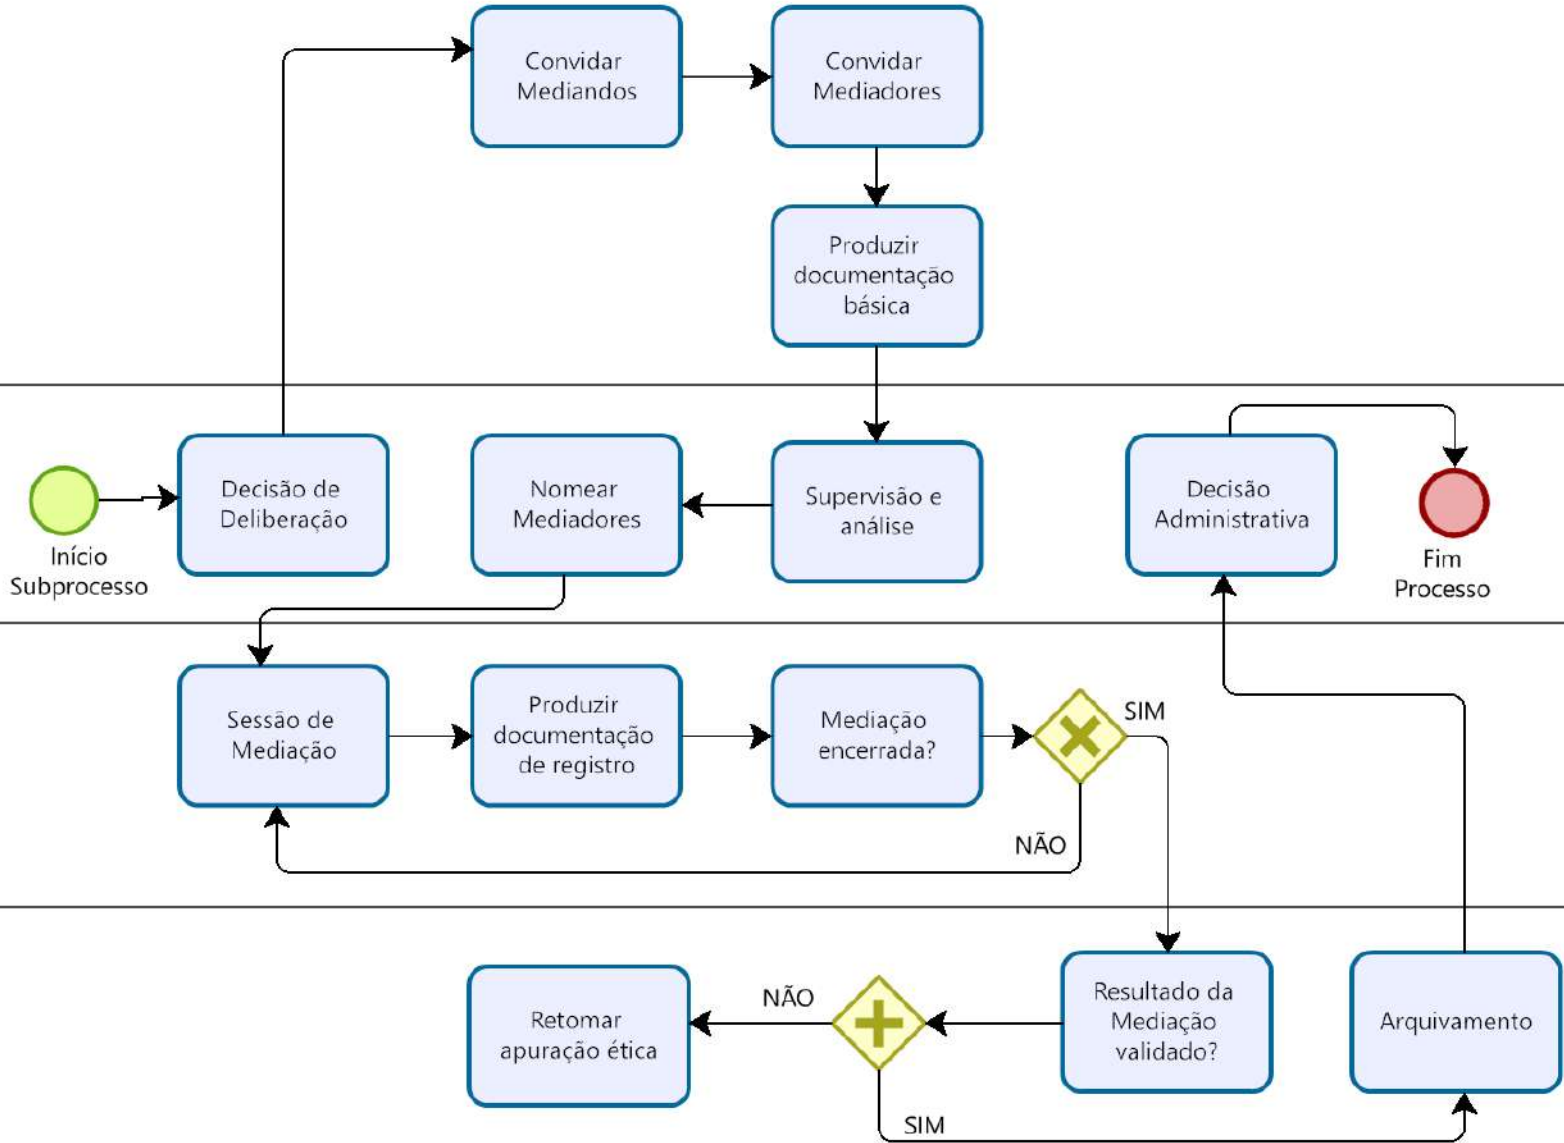 Convidar
Mediandos
Convidar
Mediadores
Produzir
documentação
básica
Início
Subprocesso
Decisão de
Deliberação
Nomear
Mediadores
Supervisão e
análise
Decisão
Administrativa
Fim
Processo
Sessão de
Mediação
Produzir
documentação
de registro
Mediação
encerrada?
SIM
NÃO
Retomar
apuração ética
NÃO
SIM
Resultado da
Mediação
validado?
Arquivamento